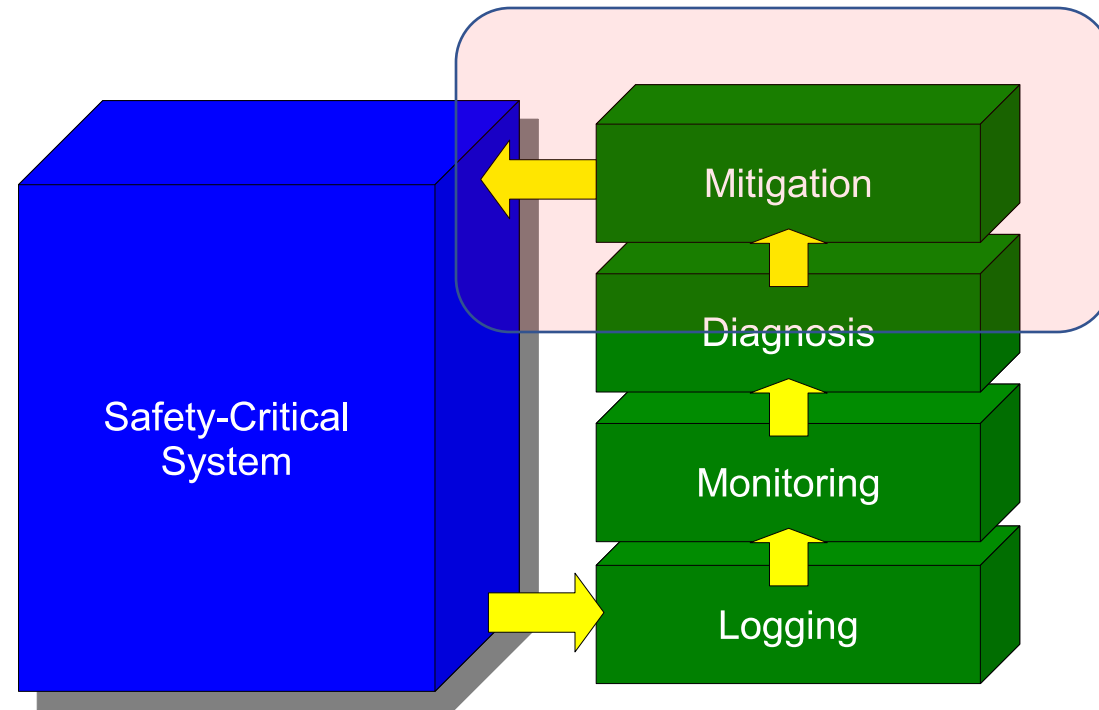 Mitigation
Diagnosis
Safety-Critical
System
Monitoring
Logging